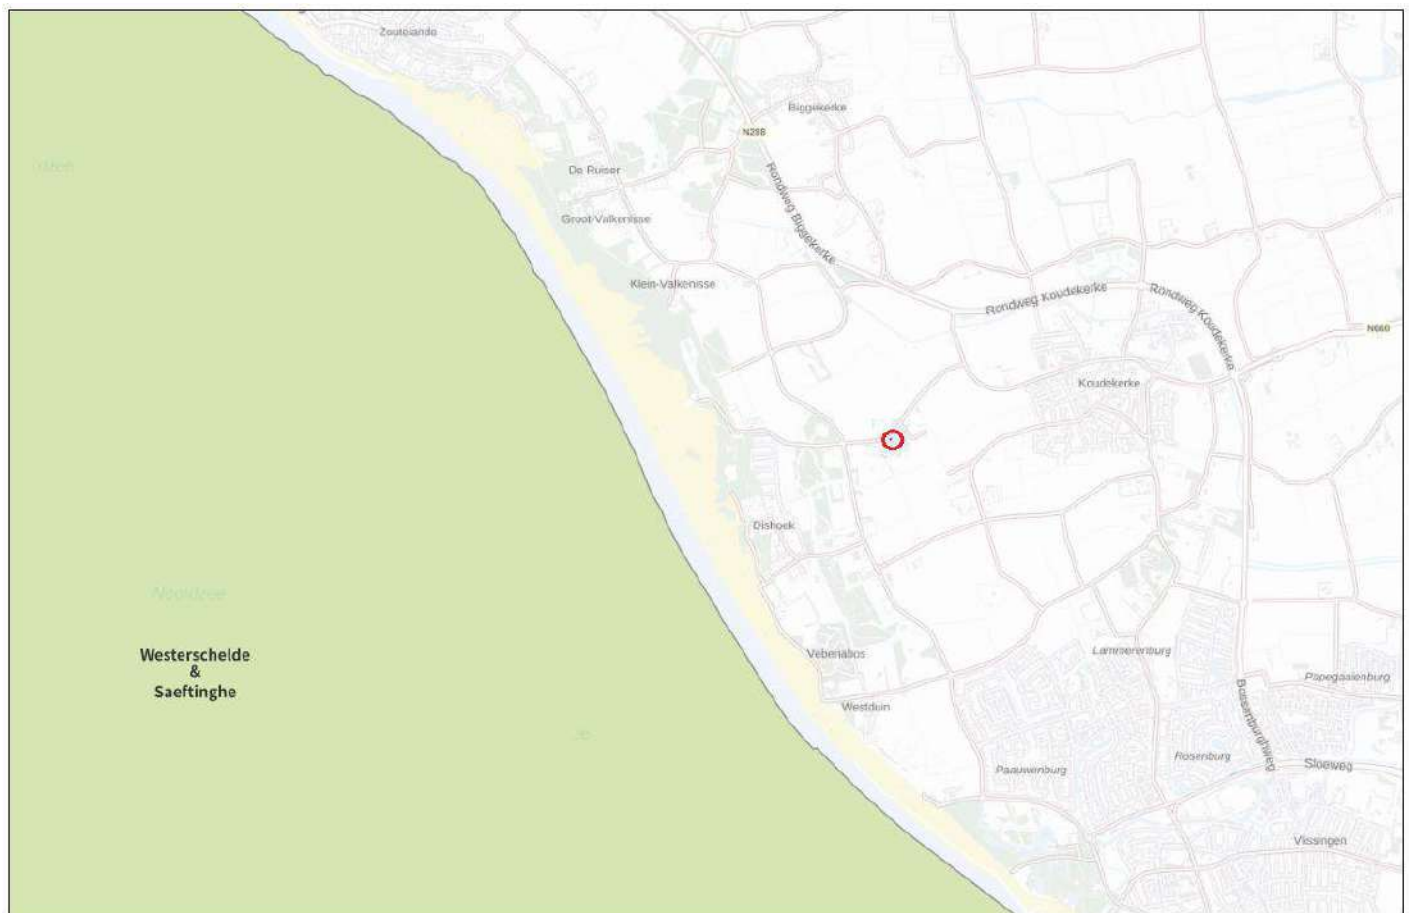 Zoutelande
Biggekerke
N288
De Ruiser
Rondweg Biggekerke
Groot-Valkenisse
Klein-Valkenisse
Rondweg Koudekerke
Rondweg Koudekerke
N660
Koudekerke
Dishoek
Noordzee
Westerschelde
&
Saeftinghe
Vebenabos
Lammerenburg
Papegaaienburg
Westduin
Bossenburghweg
Rosenburg
Paauwenburg
Sloeweg
Vlissingen